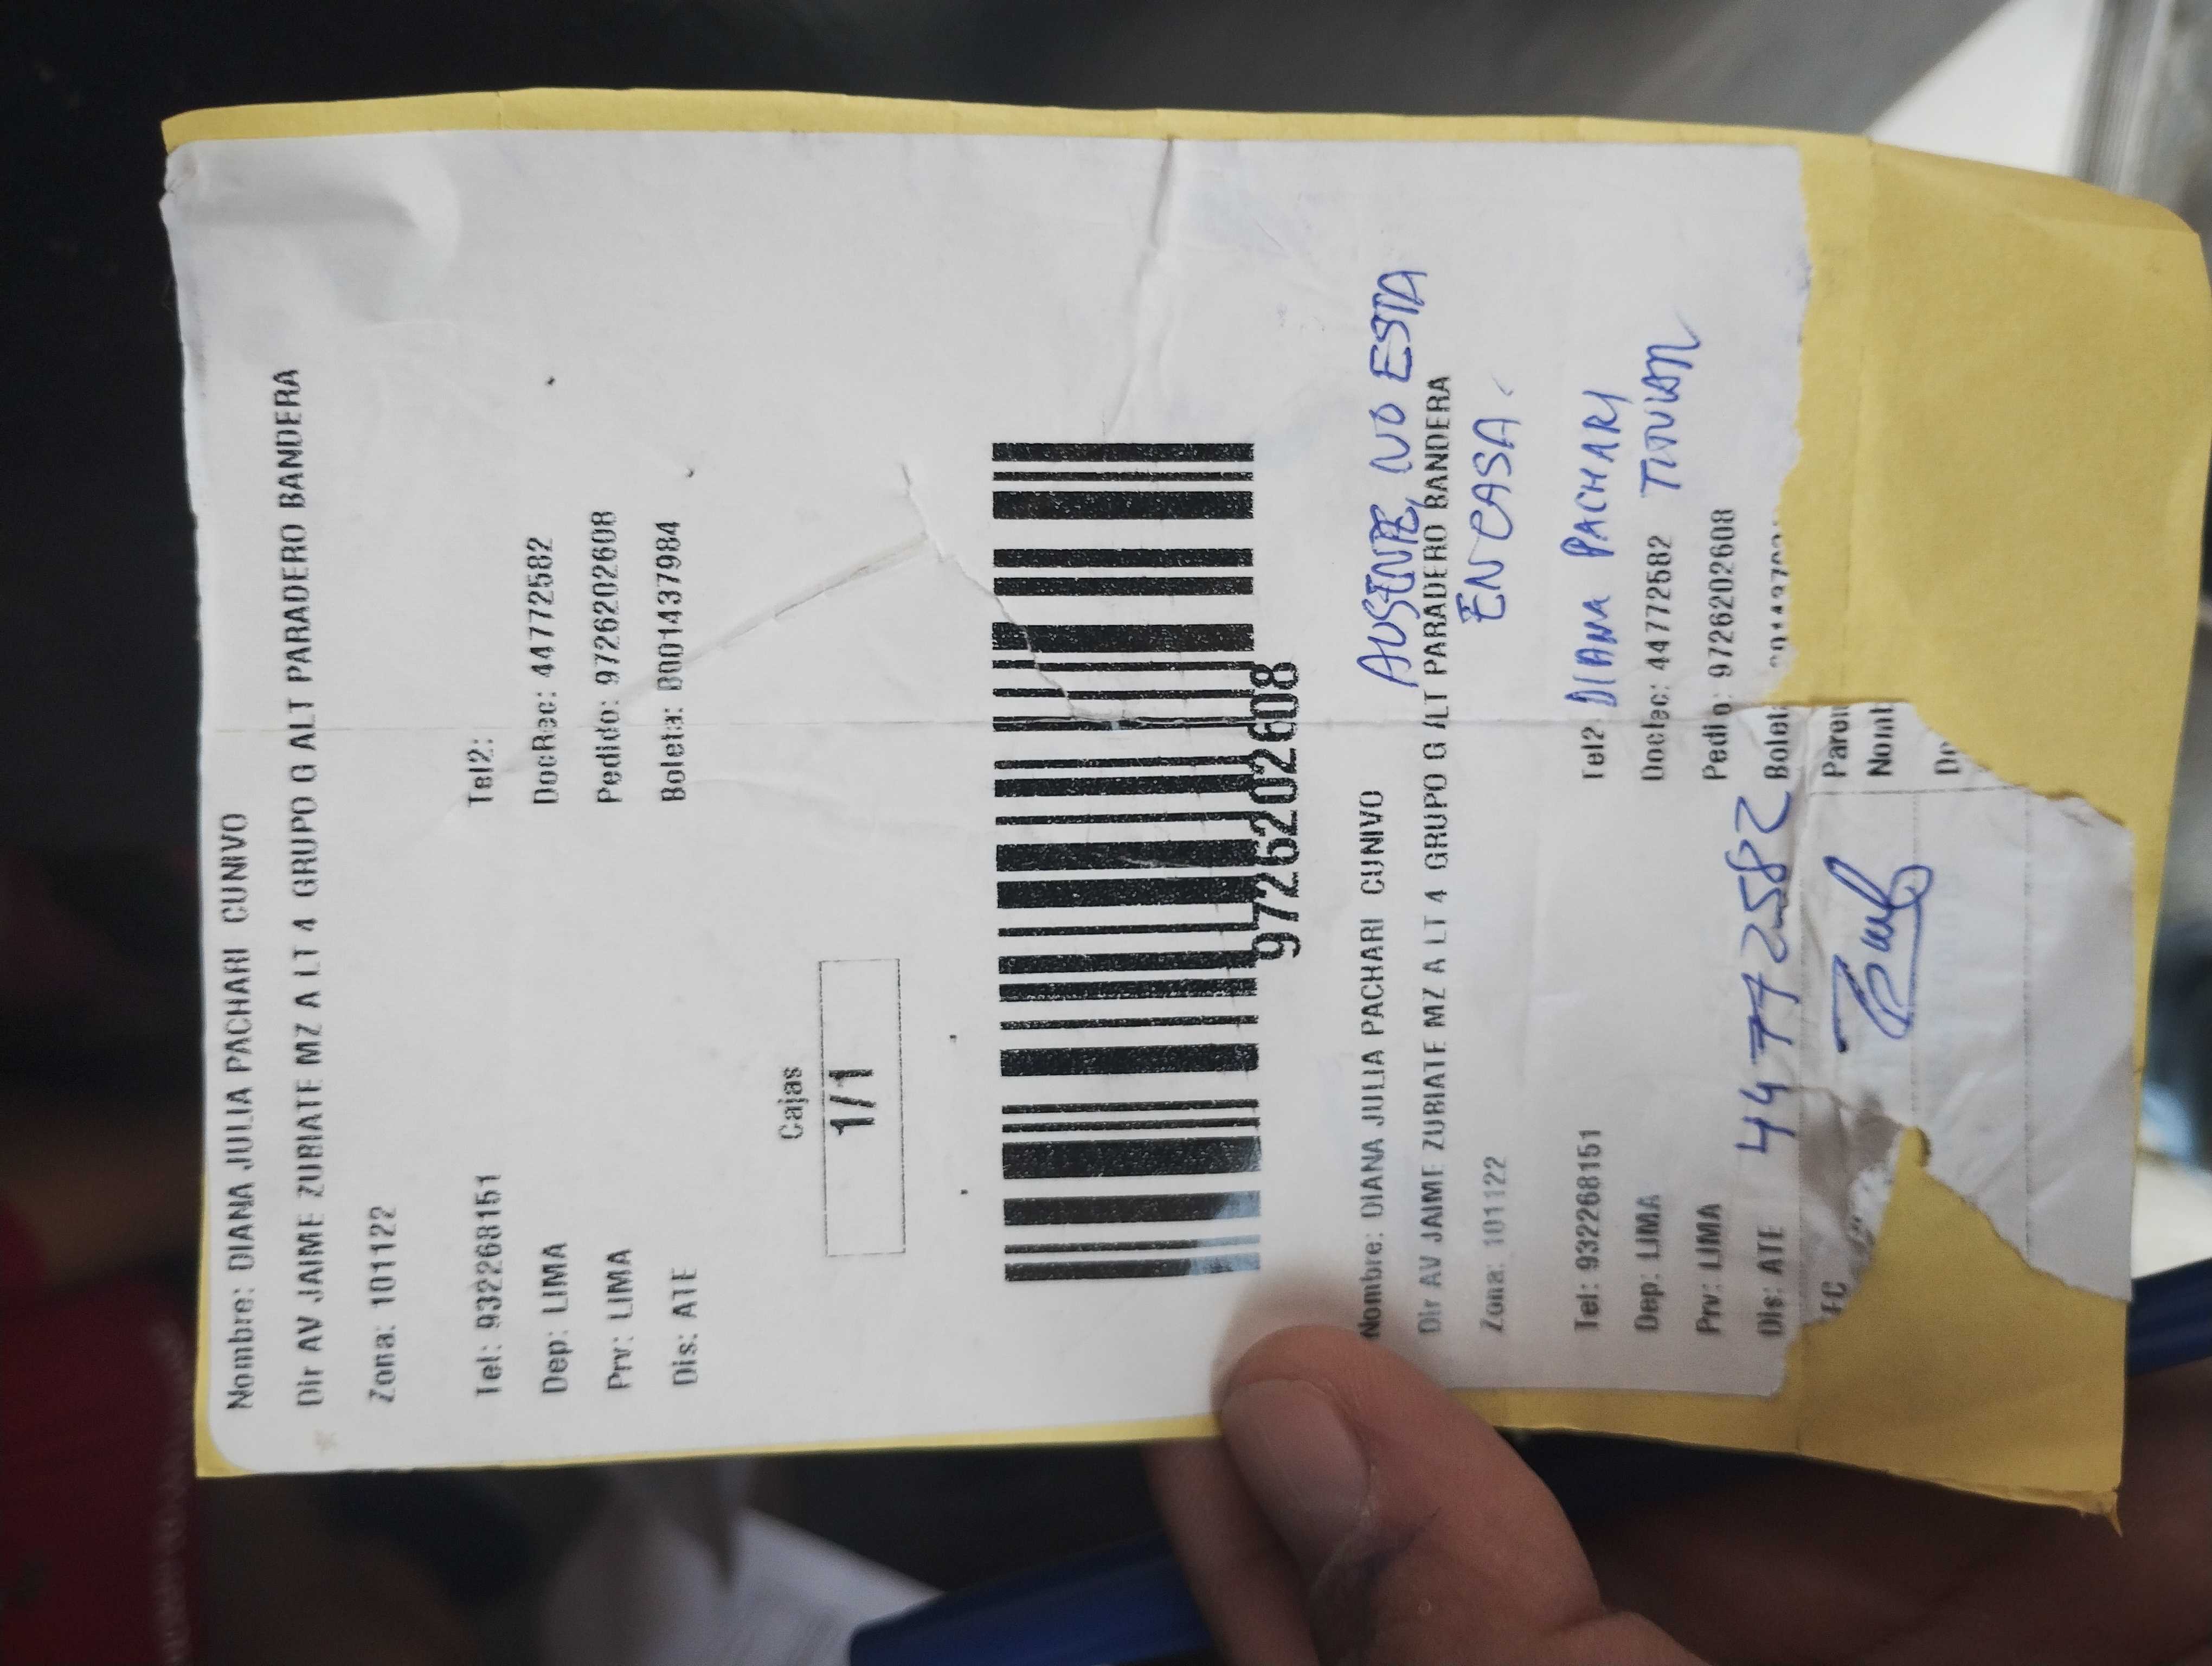 Nombre: DIANA JULIA PACHARI CUNIVO
Dir AV JAIME ZUBIATE MZ A LT 4 GRUPO G ALT PARADERO BANDERA
Zona: 101122
Tel: 932268151 Tel2:
Dep: LIMA DocRec: 44772582
Prv: LIMA Pedido: 9726202608
Dis: ATE Boleta: B001437984
Cajas
1/1
9726202608
AUSENTE, NO ESTA
EN CASA.
Nombre: DIANA JULIA PACHARI CUNIVO
Dir AV JAIME ZUBIATE MZ A LT 4 GRUPO G ALT PARADERO BANDERA
Zona: 101122
DIANA PACHARI
Tel: 932268151 Tel2
Dep: LIMA DocRec: 44772582
Prv: LIMA Pedido: 9726202608
44772582
Dis: ATE Bolet
Paren
FC Nomb